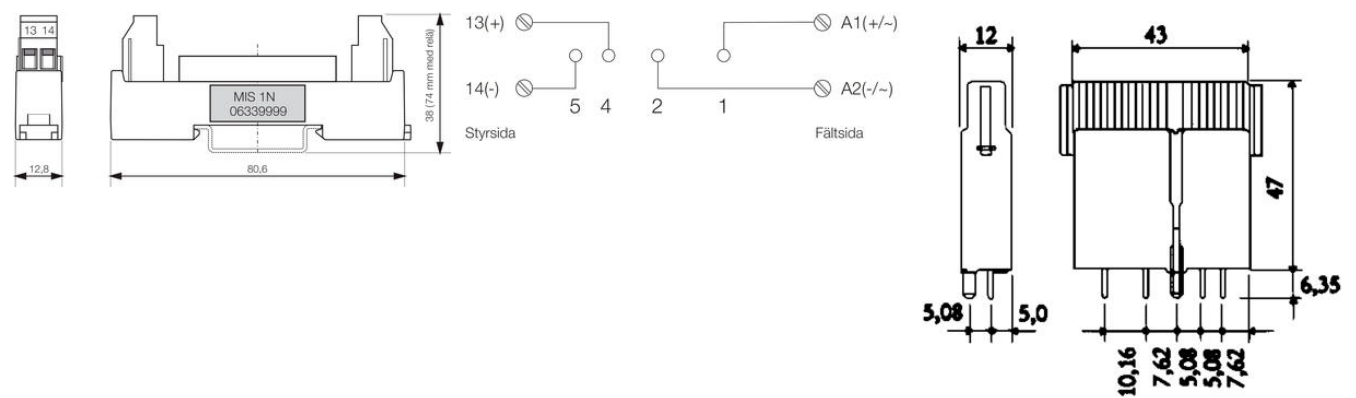 13 14
12,8
MIS 1N
06339999
80,6
38 (74 mm med relä)
13(+)
14(-)
5 4 2 1
A1(+/~)
A2(-/~)
Styrsida
Fältsida
12
5,08
5,0
43
47
6,35
10,16
7,62
5,08
5,08
7,62